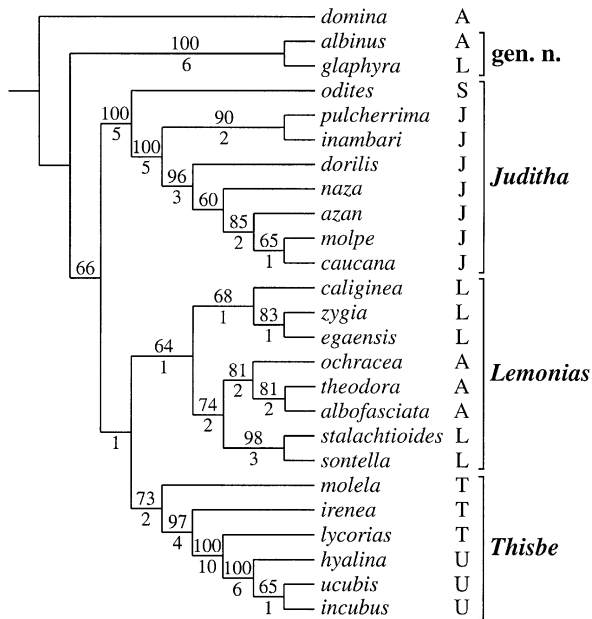 domina A
100 albinus A
6 glaphyra L gen. n.
odites S
100 90 pulcherrima J
5 100 2 inambari J
5 96 dorilis J Juditha
3 60 naza J
85 azan J
2 65 molpe J
66 1 caucana J
68 caliginea L
1 83 zygia L
64 1 egaensis L
1 81 ochracea A Lemonias
2 81 theodora A
74 2 albofasciata A
2 98 stalachtioides L
1 3 sontella L
73 molela T
2 97 irenea T
4 100 lycorias T Thisbe
10 100 hyalina U
6 65 ucubis U
1 incubus U